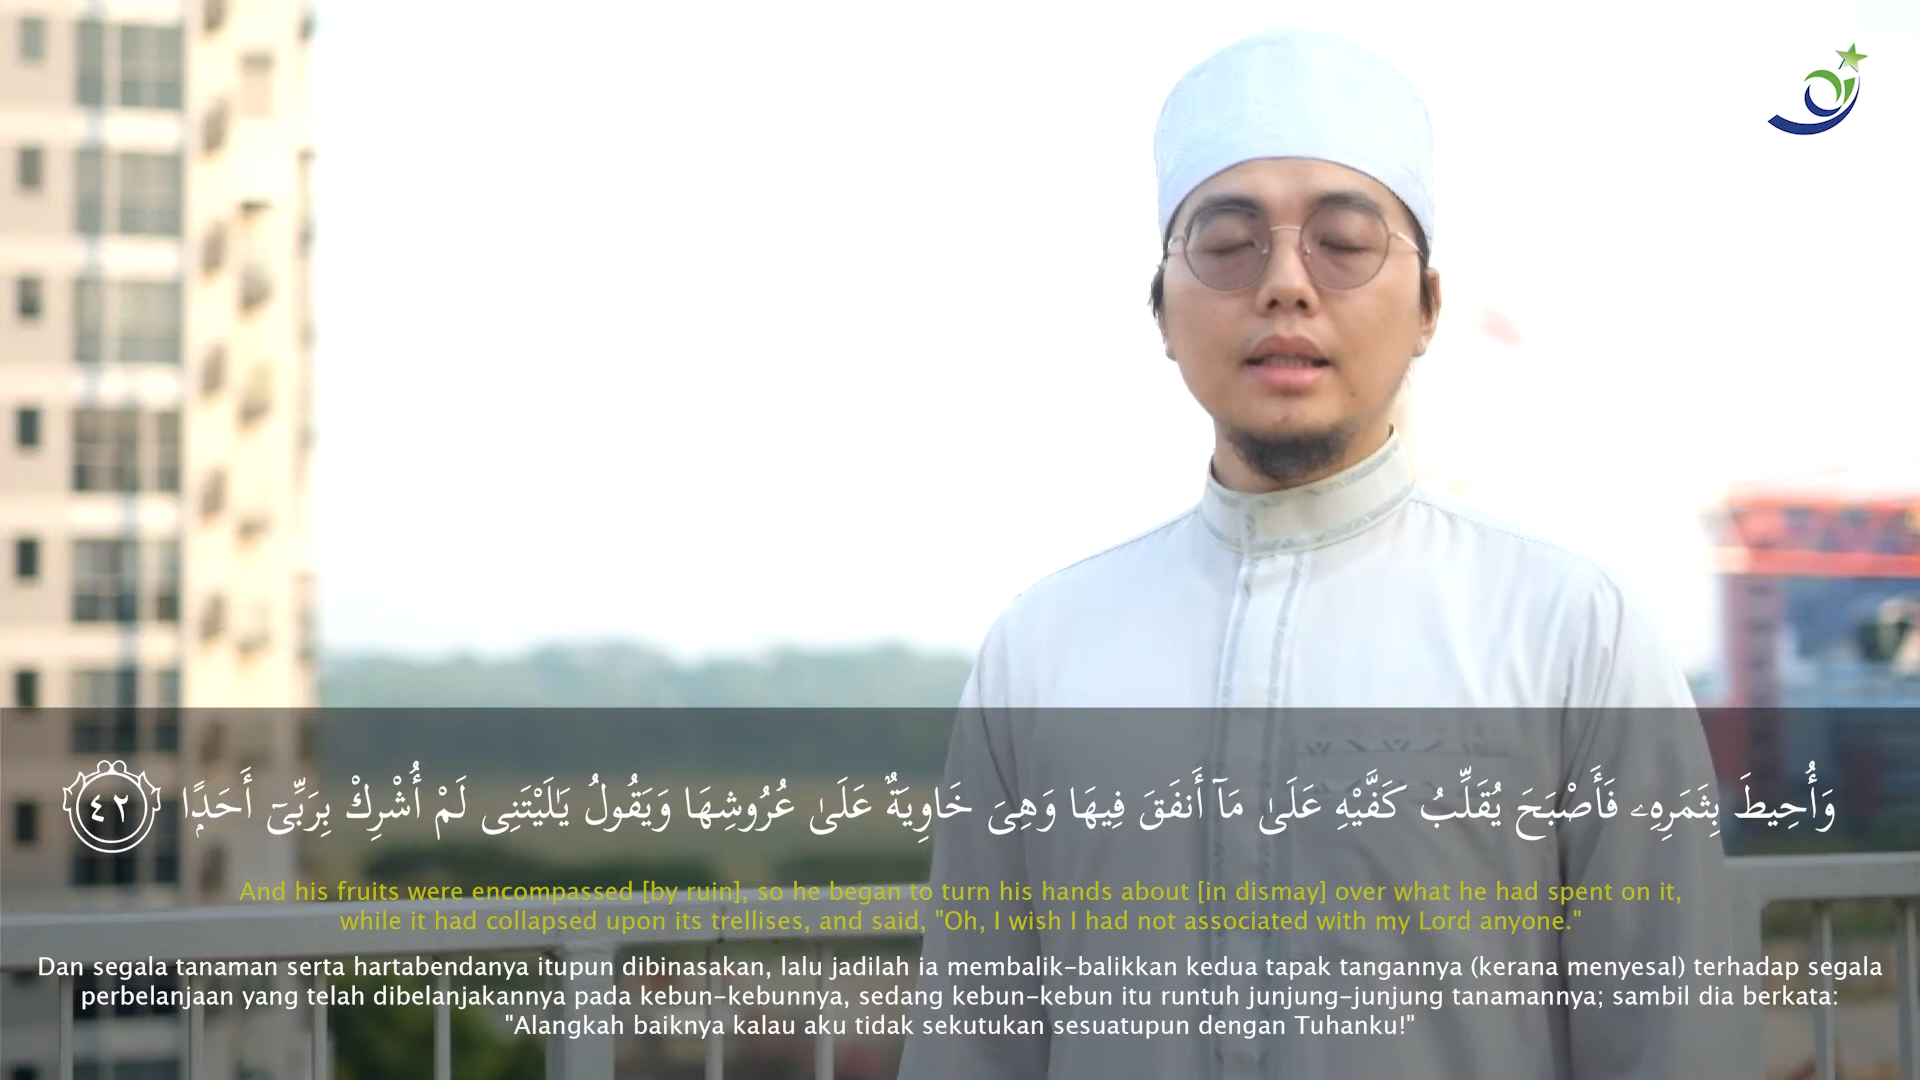 وَأُحِيطَ بِثَمَرِهِۦ فَأَصْبَحَ يُقَلِّبُ كَفَّيْهِ عَلَىٰ مَآ أَنفَقَ فِيهَا وَهِىَ خَاوِيَةٌ عَلَىٰ عُرُوشِهَا وَيَقُولُ يَـٰلَيْتَنِى لَمْ أُشْرِكْ بِرَبِّىٓ أَحَدًۭا ٤٢
And his fruits were encompassed [by ruin], so he began to turn his hands about [in dismay] over what he had spent on it,
while it had collapsed upon its trellises, and said, "Oh, I wish I had not associated with my Lord anyone."
Dan segala tanaman serta hartabendanya itupun dibinasakan, lalu jadilah ia membalik-balikkan kedua tapak tangannya (kerana menyesal) terhadap segala
perbelanjaan yang telah dibelanjakannya pada kebun-kebunnya, sedang kebun-kebun itu runtuh junjung-junjung tanamannya; sambil dia berkata:
"Alangkah baiknya kalau aku tidak sekutukan sesuatupun dengan Tuhanku!"